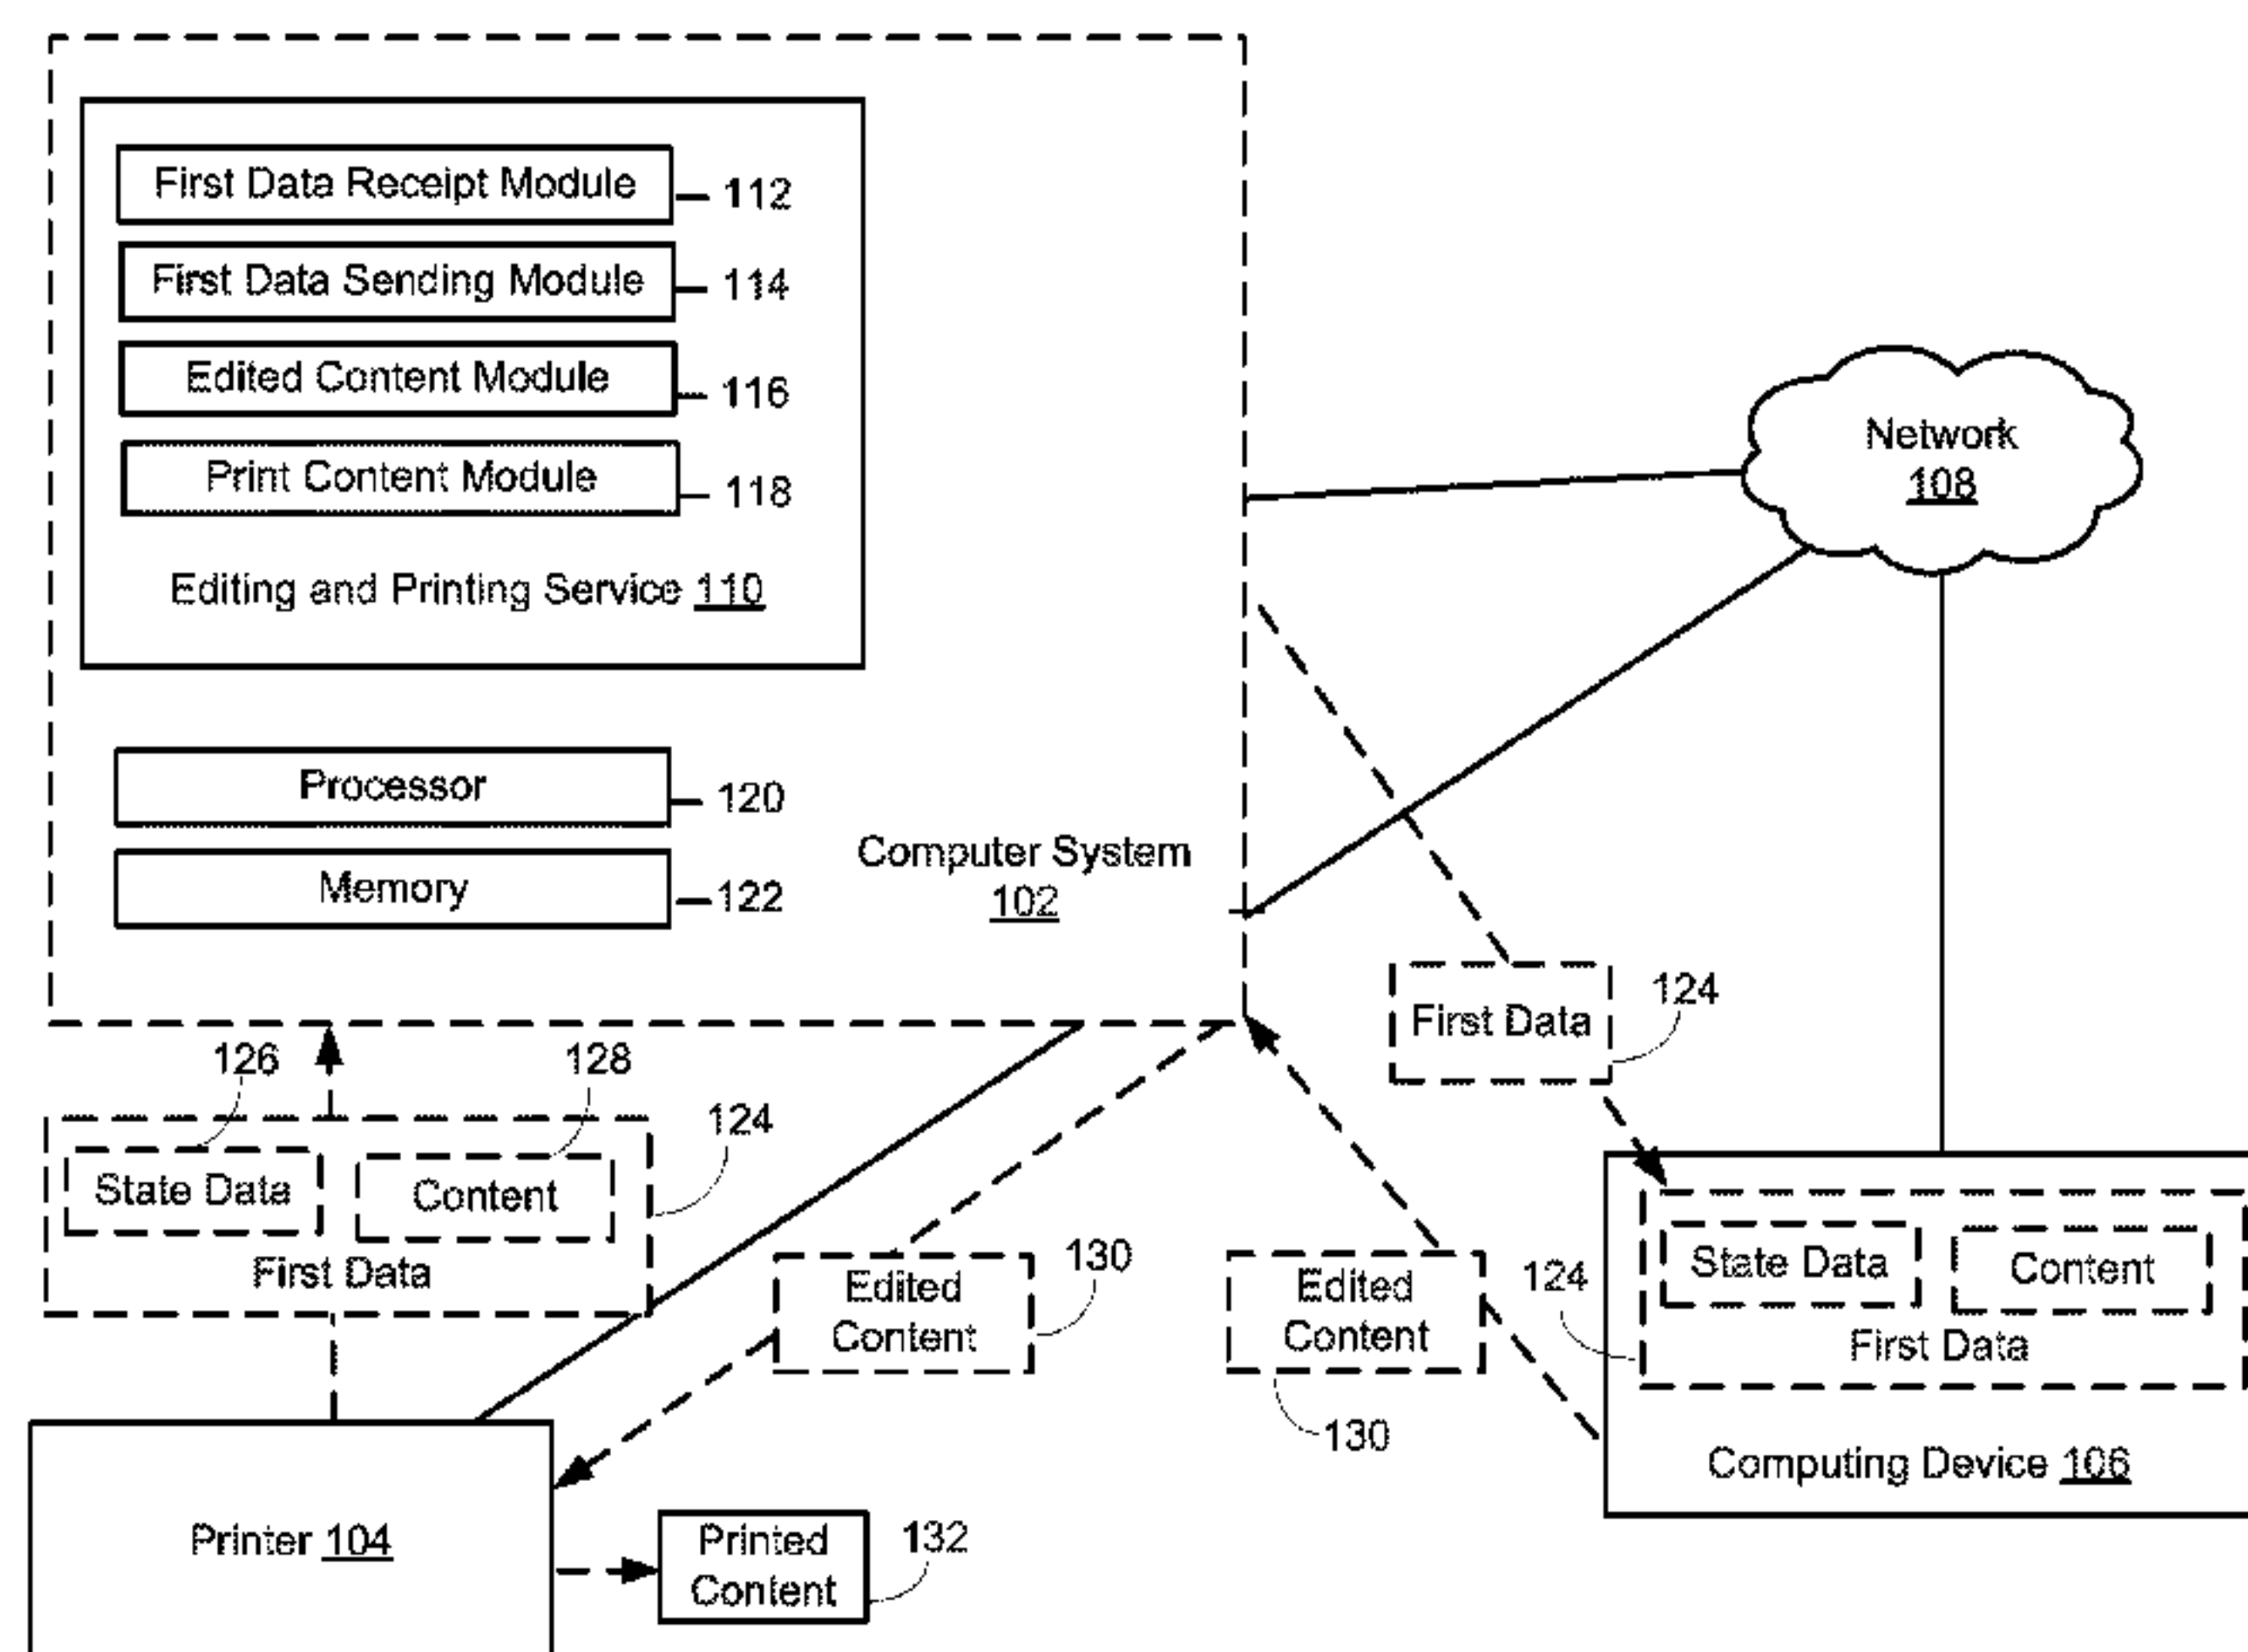 First Data Receipt Module
112
First Data Sending Module
114
Edited Content Module
116
Print Content Module
118
Editing and Printing Service 110
Network
108
Processor
120
Memory
122
Computer System
102
First Data
124
126
128
124
State Data
Content
First Data
Edited
Content
130
Edited
Content
130
124
State Data
Content
First Data
Computing Device 106
Printer 104
Printed
Content
132